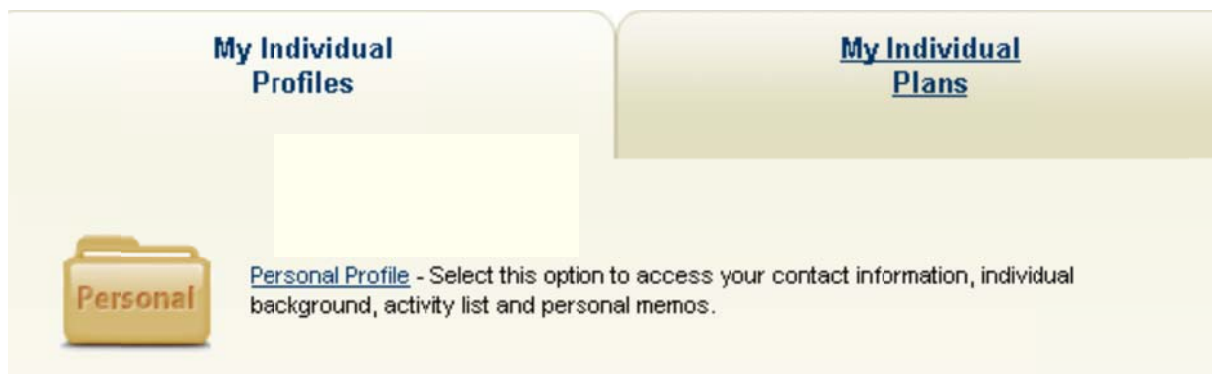 My Individual
Profiles
My Individual
Plans
Personal
Personal Profile - Select this option to access your contact information, individual
background, activity list and personal memos.